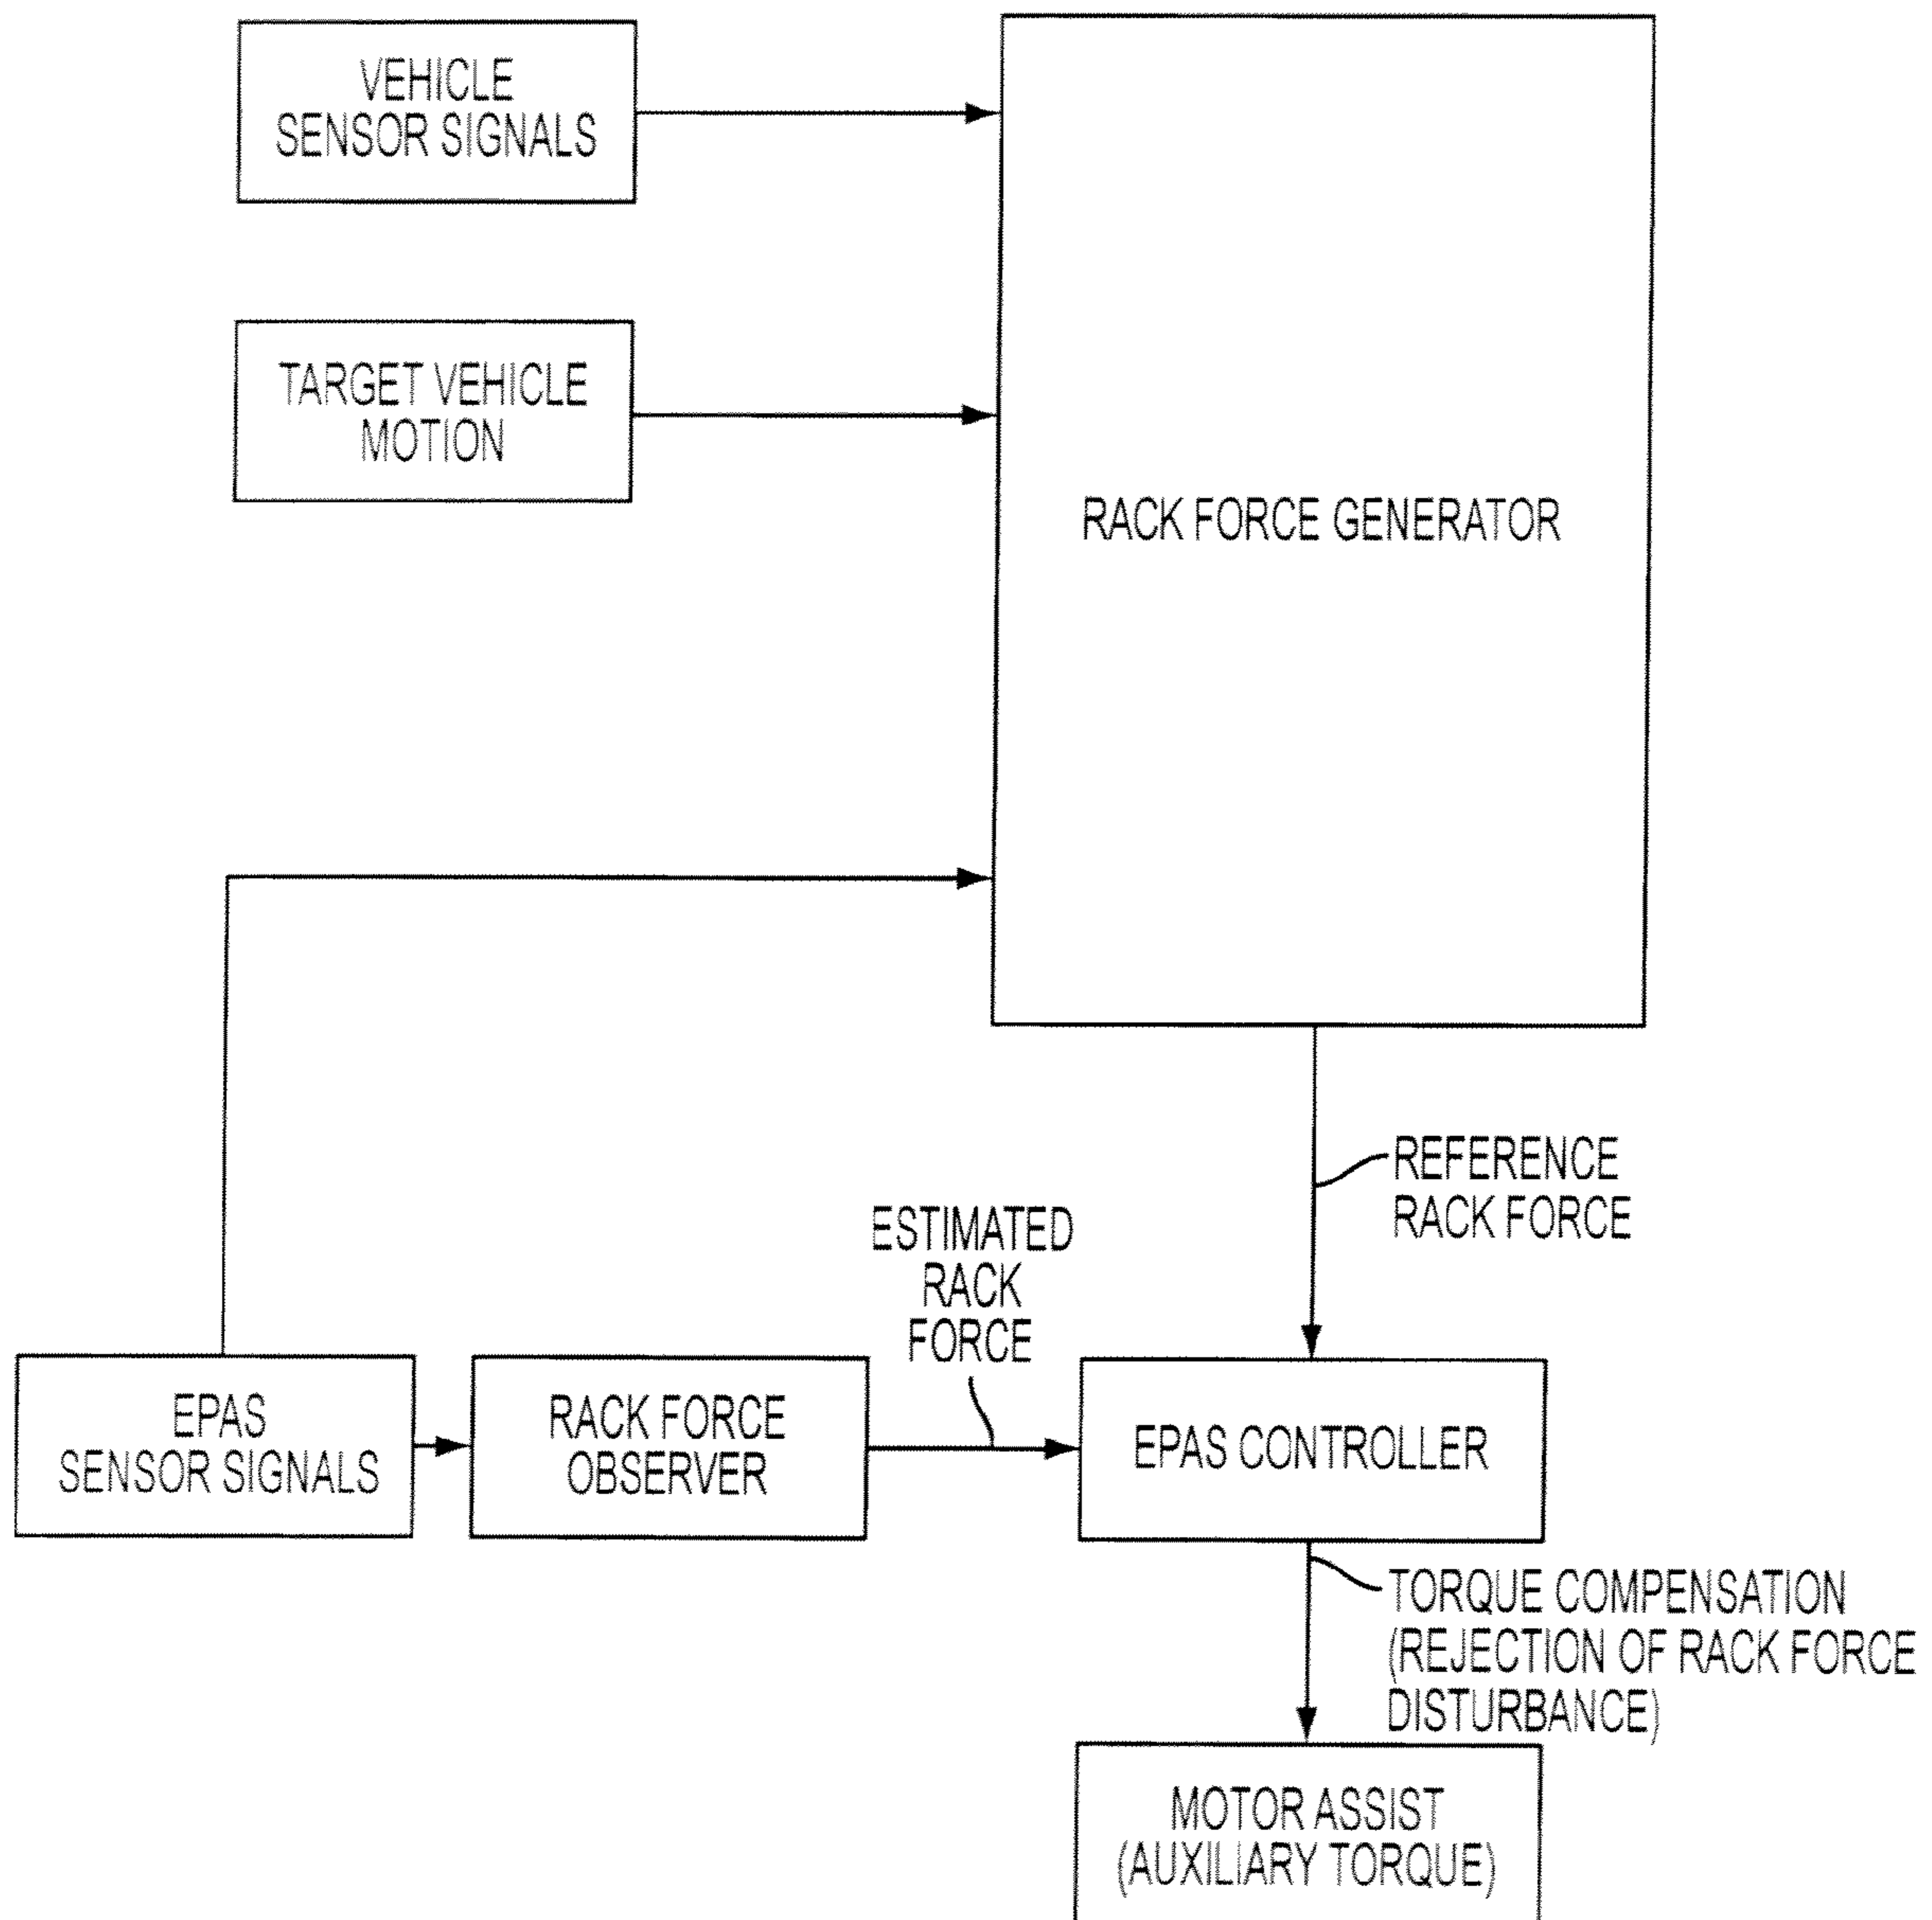 VEHICLE
SENSOR SIGNALS
TARGET VEHICLE
MOTION
RACK FORCE GENERATOR
REFERENCE
RACK FORCE
ESTIMATED
RACK
FORCE
EPAS
SENSOR SIGNALS
RACK FORCE
OBSERVER
EPAS CONTROLLER
TORQUE COMPENSATION
(REJECTION OF RACK FORCE
DISTURBANCE)
MOTOR ASSIST
(AUXILIARY TORQUE)